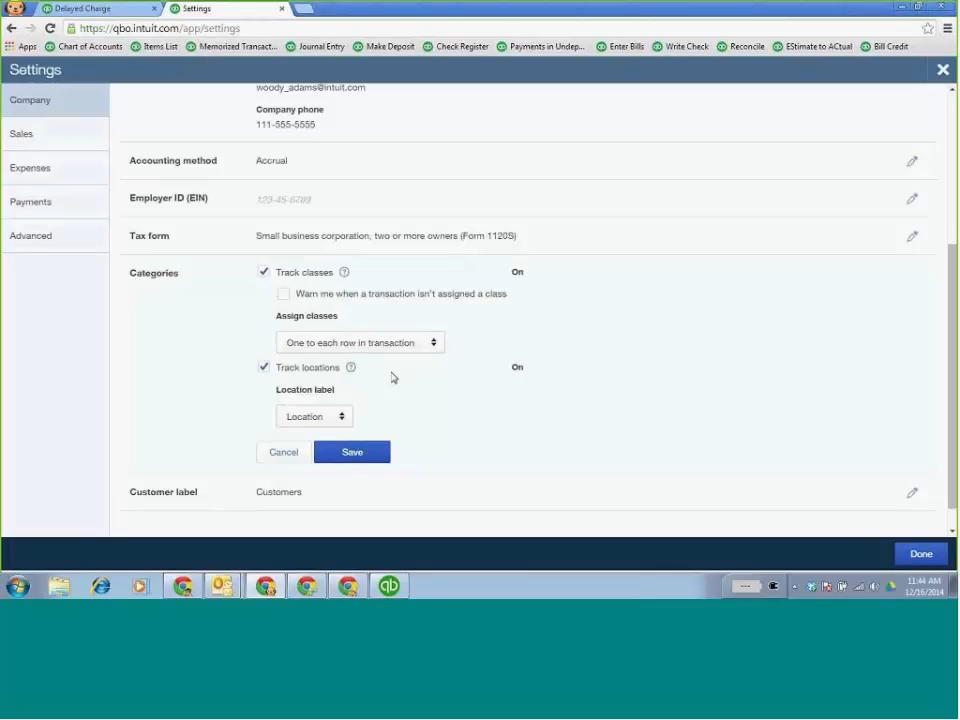 Delayed Charge × Settings ×
https://qbo.intuit.com/app/settings
Apps Chart of Accounts Items List Memorized Transact... Journal Entry Make Deposit Check Register Payments in Undep... Enter Bills Write Check Reconcile EStimate to ACtual Bill Credit
Settings
Company
woody_adams@intuit.com
Company phone
111-555-5555
Sales
Expenses
Payments
Advanced
Accounting method Accrual
Employer ID (EIN) 123-45-6789
Tax form Small business corporation, two or more owners (Form 1120S)
Categories Track classes ? On
Warn me when a transaction isn't assigned a class
Assign classes
One to each row in transaction
Track locations ? On
Location label
Location
Cancel Save
Customer label Customers
Done
qb
11:44 AM
12/16/2014